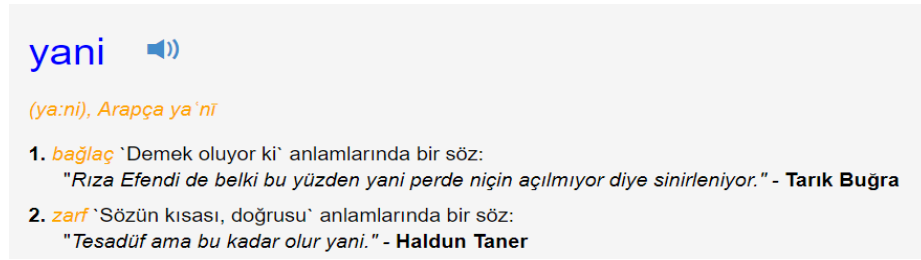 yani
(ya:ni), Arapça yaʿnī
1. bağlaç `Demek oluyor ki` anlamlarında bir söz:
"Rıza Efendi de belki bu yüzden yani perde niçin açılmıyor diye sinirleniyor." - Tarık Buğra
2. zarf `Sözün kısası, doğrusu` anlamlarında bir söz:
"Tesadüf ama bu kadar olur yani." - Haldun Taner